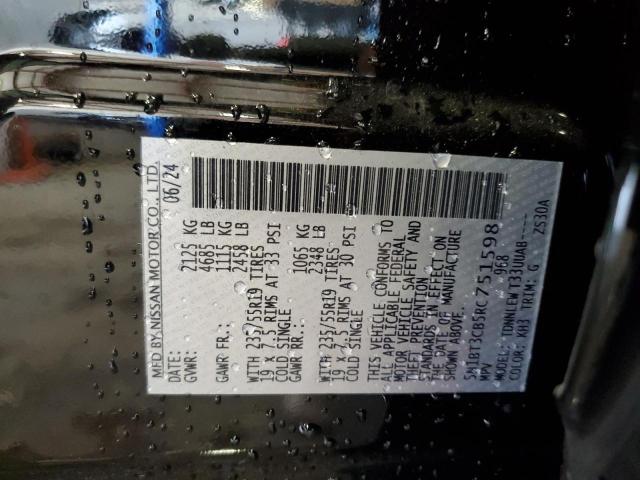 MFD BY NISSAN MOTOR CO., LTD.
06/24
GVWR: 2125 KG
4685 LB
GAWR FR.: 1115 KG
2458 LB
WITH 235/55R19 TIRES
19 X 7.5 RIMS AT 33 PSI
COLD SINGLE
GAWR RR.: 1065 KG
2348 LB
WITH 235/55R19 TIRES
19 X 7.5 RIMS AT 30 PSI
COLD SINGLE
THIS VEHICLE CONFORMS TO
ALL APPLICABLE FEDERAL
MOTOR VEHICLE SAFETY AND
THEFT PREVENTION
STANDARDS IN EFFECT ON
THE DATE OF MANUFACTURE
SHOWN ABOVE.
5N1BT3CB5RC751598
MPV 968
MODEL: TDRNLEW T33UUAB-----
COLOR: KH3 TRIM: G ZS30A